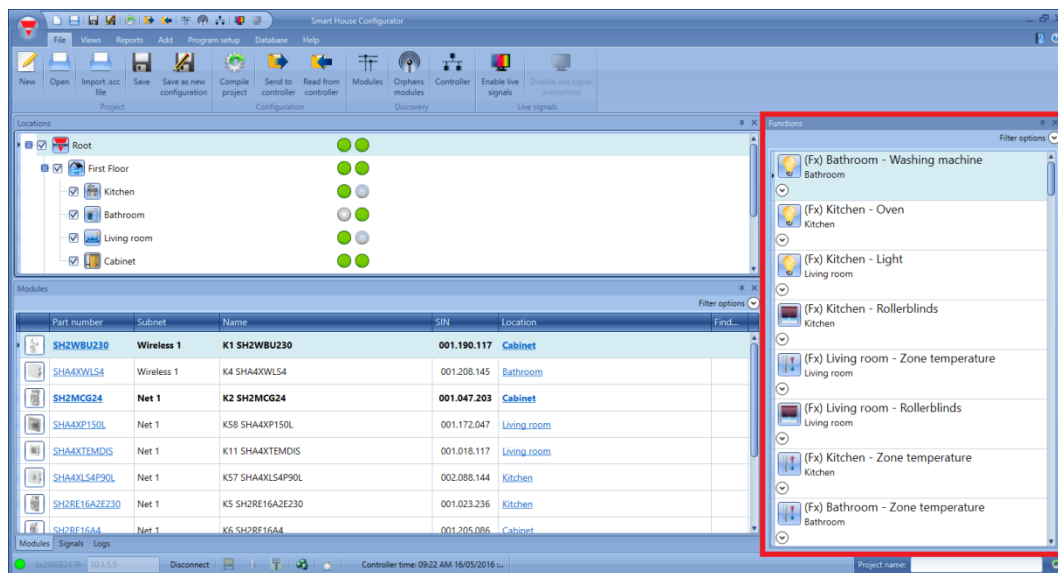 Smart House Configurator
File Views Reports Add Program setup Database Help
New Open Import .scc file Save Save as new configuration Compile project Send to controller Read from controller Modules Orphans modules Controller Enable live signals Disable live signal animations
Project Configuration Discovery Live signals
Locations
Root
First Floor
Kitchen
Bathroom
Living room
Cabinet
Modules
Filter options
Part number Subnet Name SIN Location Find...
SH2WBU230 Wireless 1 K1 SH2WBU230 001.190.117 Cabinet
SHA4XWLS4 Wireless 1 K4 SHA4XWLS4 001.208.145 Bathroom
SH2MCG24 Net 1 K2 SH2MCG24 001.047.203 Cabinet
SHA4XP150L Net 1 K58 SHA4XP150L 001.172.047 Living room
SHA4XTEMDIS Net 1 K11 SHA4XTEMDIS 001.018.117 Living room
SHA4XLS4P90L Net 1 K57 SHA4XLS4P90L 002.088.144 Kitchen
SH2RE16A2E230 Net 1 K5 SH2RE16A2E230 001.023.236 Kitchen
SH2RE16A4 Net 1 K6 SH2RE16A4 001.205.086 Cabinet
Modules Signals Logs
Functions
Filter options
(Fx) Bathroom - Washing machine
Bathroom
(Fx) Kitchen - Oven
Kitchen
(Fx) Kitchen - Light
Living room
(Fx) Kitchen - Rollerblinds
Kitchen
(Fx) Living room - Zone temperature
Living room
(Fx) Living room - Rollerblinds
Living room
(Fx) Kitchen - Zone temperature
Kitchen
(Fx) Bathroom - Zone temperature
Bathroom
Sx2WEB24 IP: 10.1.5.5 Disconnect Controller time: 09:22 AM 16/05/2016 :... Project name: